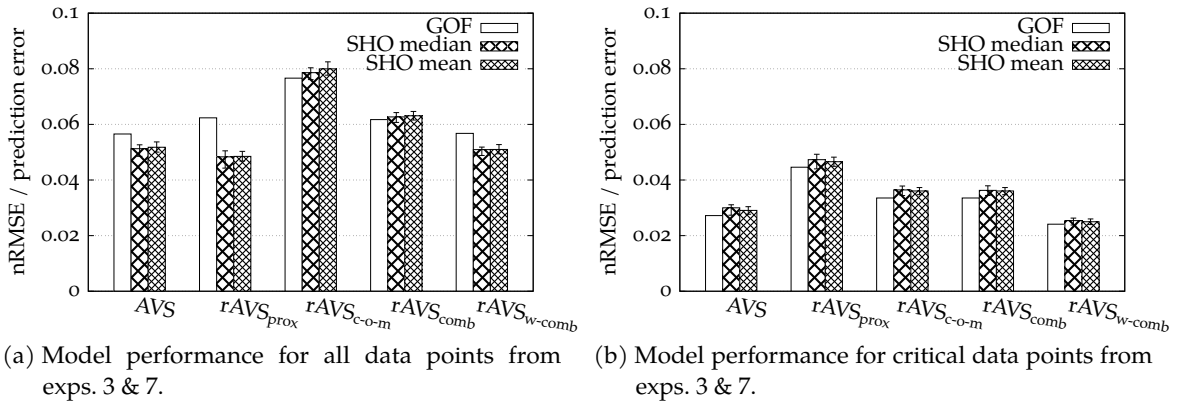 0.1
0.08
0.06
0.04
0.02
0
nRMSE / prediction error
GOF
SHO median
SHO mean
AVS
rAVSprox
rAVSc-o-m
rAVScomb
rAVSw-comb
(a) Model performance for all data points from
exps. 3 & 7.
0.1
0.08
0.06
0.04
0.02
0
nRMSE / prediction error
GOF
SHO median
SHO mean
AVS
rAVSprox
rAVSc-o-m
rAVScomb
rAVSw-comb
(b) Model performance for critical data points from
exps. 3 & 7.